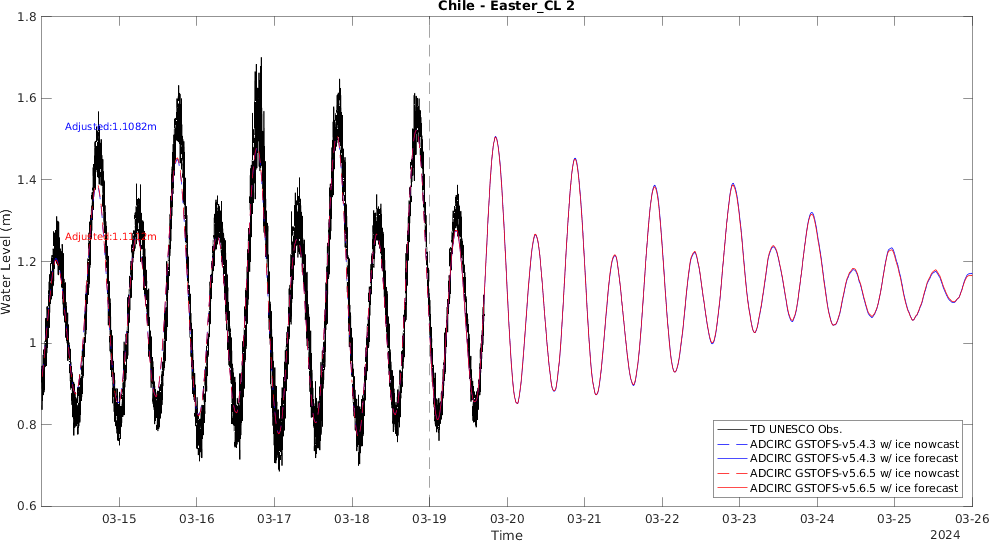 Chile - Easter_CL 2
1.8
1.6
1.4
1.2
1
0.8
0.6
Water Level (m)
Adjusted:1.1082m
03-15
03-16
03-17
03-18
03-19
03-20
03-21
03-22
03-23
03-24
03-25
03-26
Time
2024
TD UNESCO Obs.
ADCIRC GSTOFS-v5.4.3 w/ ice nowcast
ADCIRC GSTOFS-v5.4.3 w/ ice forecast
ADCIRC GSTOFS-v5.6.5 w/ ice nowcast
ADCIRC GSTOFS-v5.6.5 w/ ice forecast